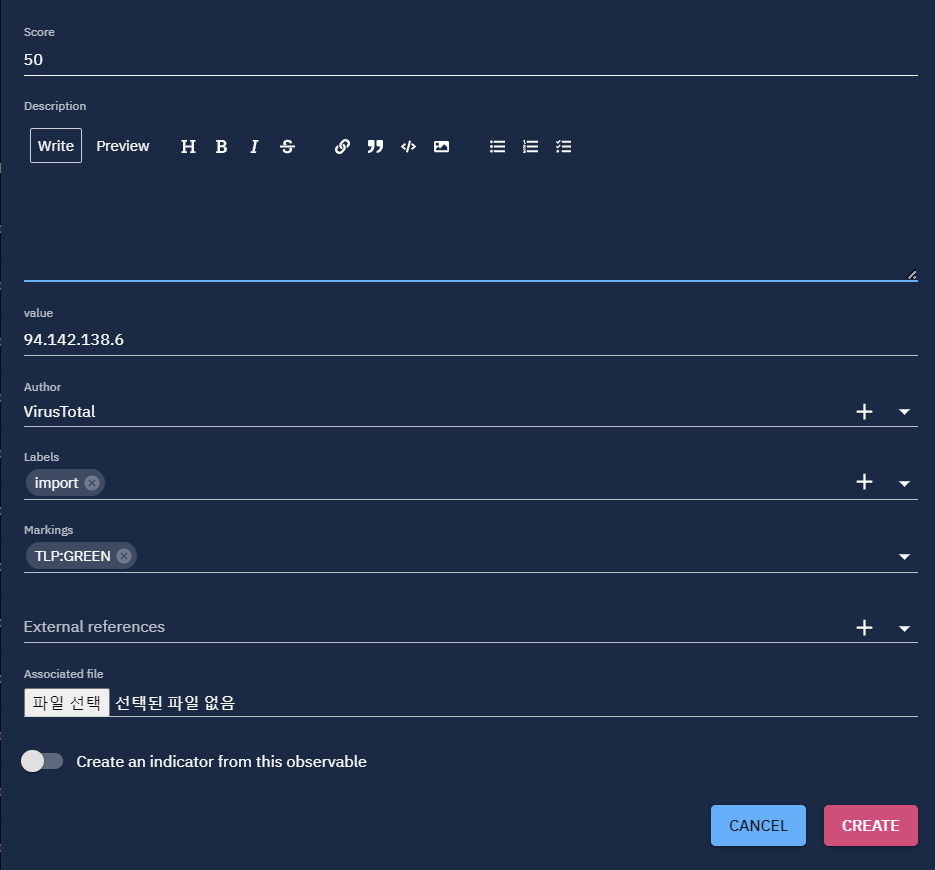 Score
50
Description
Write Preview H B I S
value
94.142.138.6
Author
VirusTotal
Labels
import
Markings
TLP:GREEN
External references
Associated file
파일 선택 선택된 파일 없음
Create an indicator from this observable
CANCEL CREATE